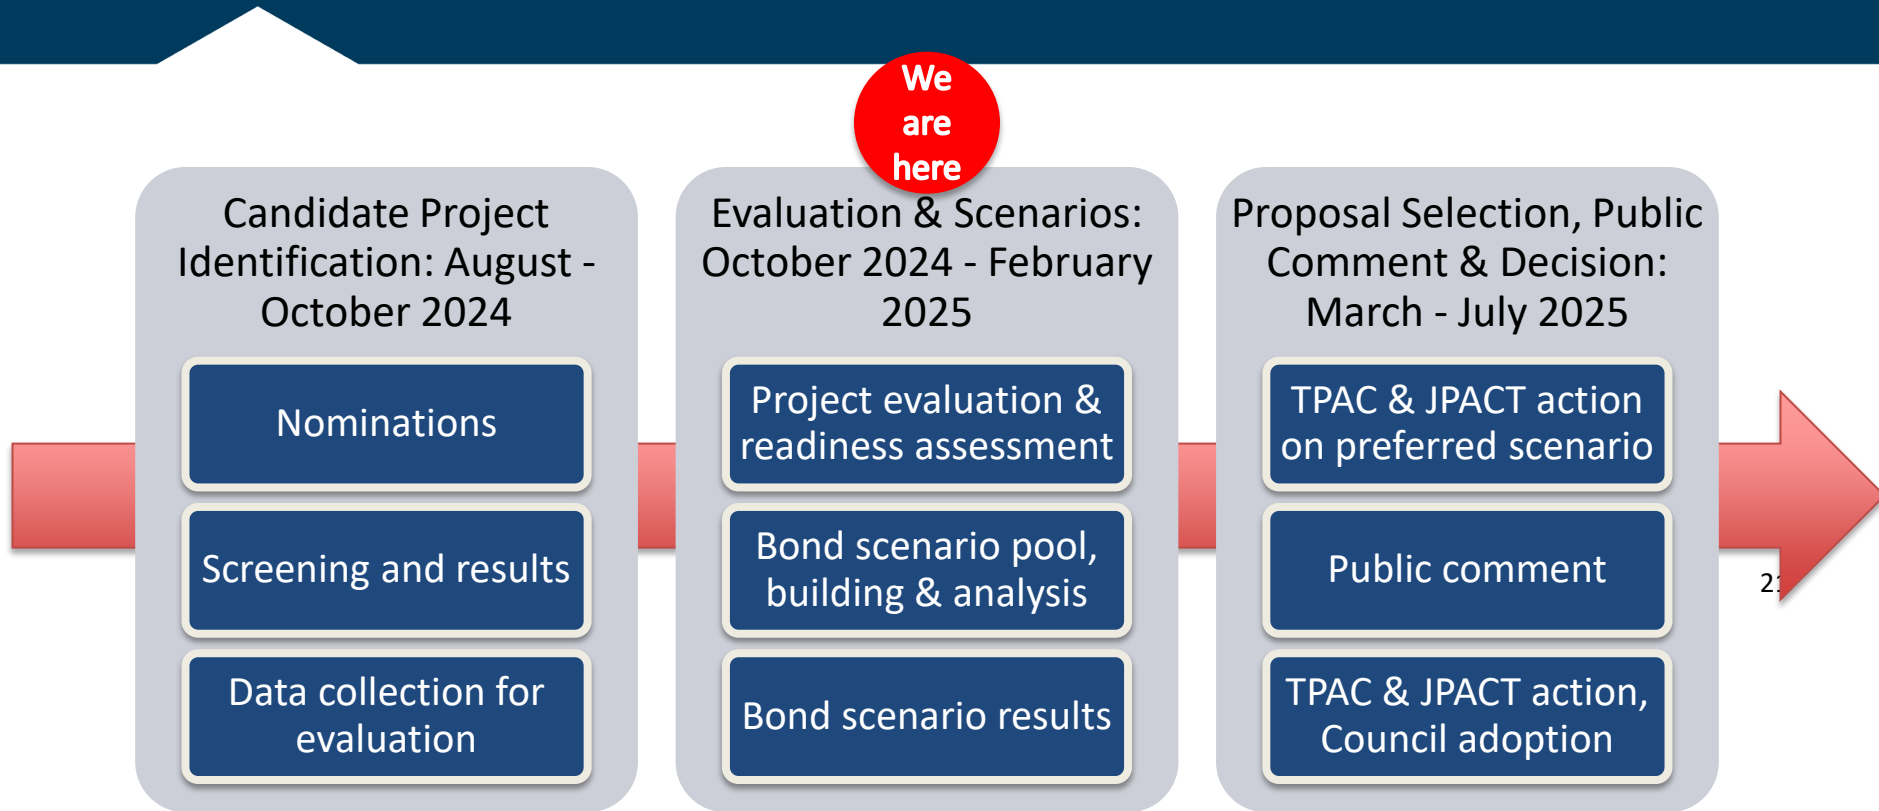 We
are
here
Candidate Project
Identification: August -
October 2024
Nominations
Screening and results
Data collection for
evaluation
Evaluation & Scenarios:
October 2024 - February
2025
Project evaluation &
readiness assessment
Bond scenario pool,
building & analysis
Bond scenario results
Proposal Selection, Public
Comment & Decision:
March - July 2025
TPAC & JPACT action
on preferred scenario
Public comment
TPAC & JPACT action,
Council adoption